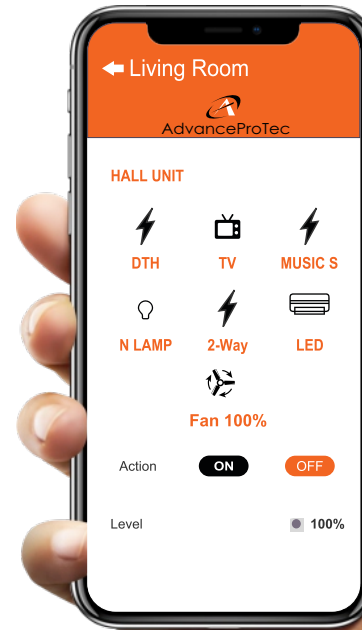 Living Room
AdvanceProTec
HALL UNIT
DTH TV MUSIC S
N LAMP 2-Way LED
Fan 100%
Action ON OFF
Level 100%